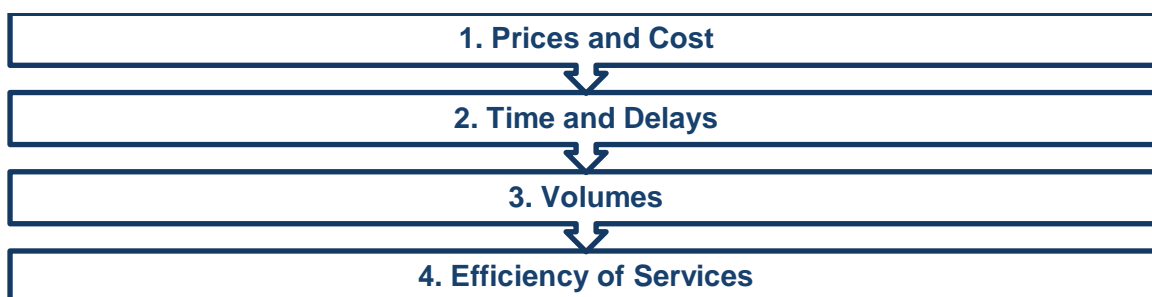 1. Prices and Cost
2. Time and Delays
3. Volumes
4. Efficiency of Services